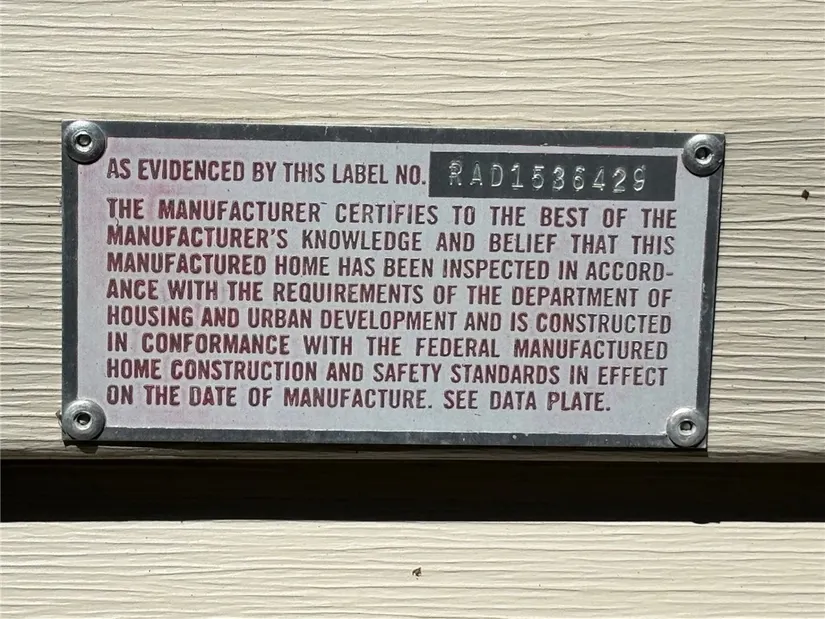 AS EVIDENCED BY THIS LABEL NO. RAD1536429
THE MANUFACTURER CERTIFIES TO THE BEST OF THE
MANUFACTURER'S KNOWLEDGE AND BELIEF THAT THIS
MANUFACTURED HOME HAS BEEN INSPECTED IN ACCORD-
ANCE WITH THE REQUIREMENTS OF THE DEPARTMENT OF
HOUSING AND URBAN DEVELOPMENT AND IS CONSTRUCTED
IN CONFORMANCE WITH THE FEDERAL MANUFACTURED
HOME CONSTRUCTION AND SAFETY STANDARDS IN EFFECT
ON THE DATE OF MANUFACTURE. SEE DATA PLATE.